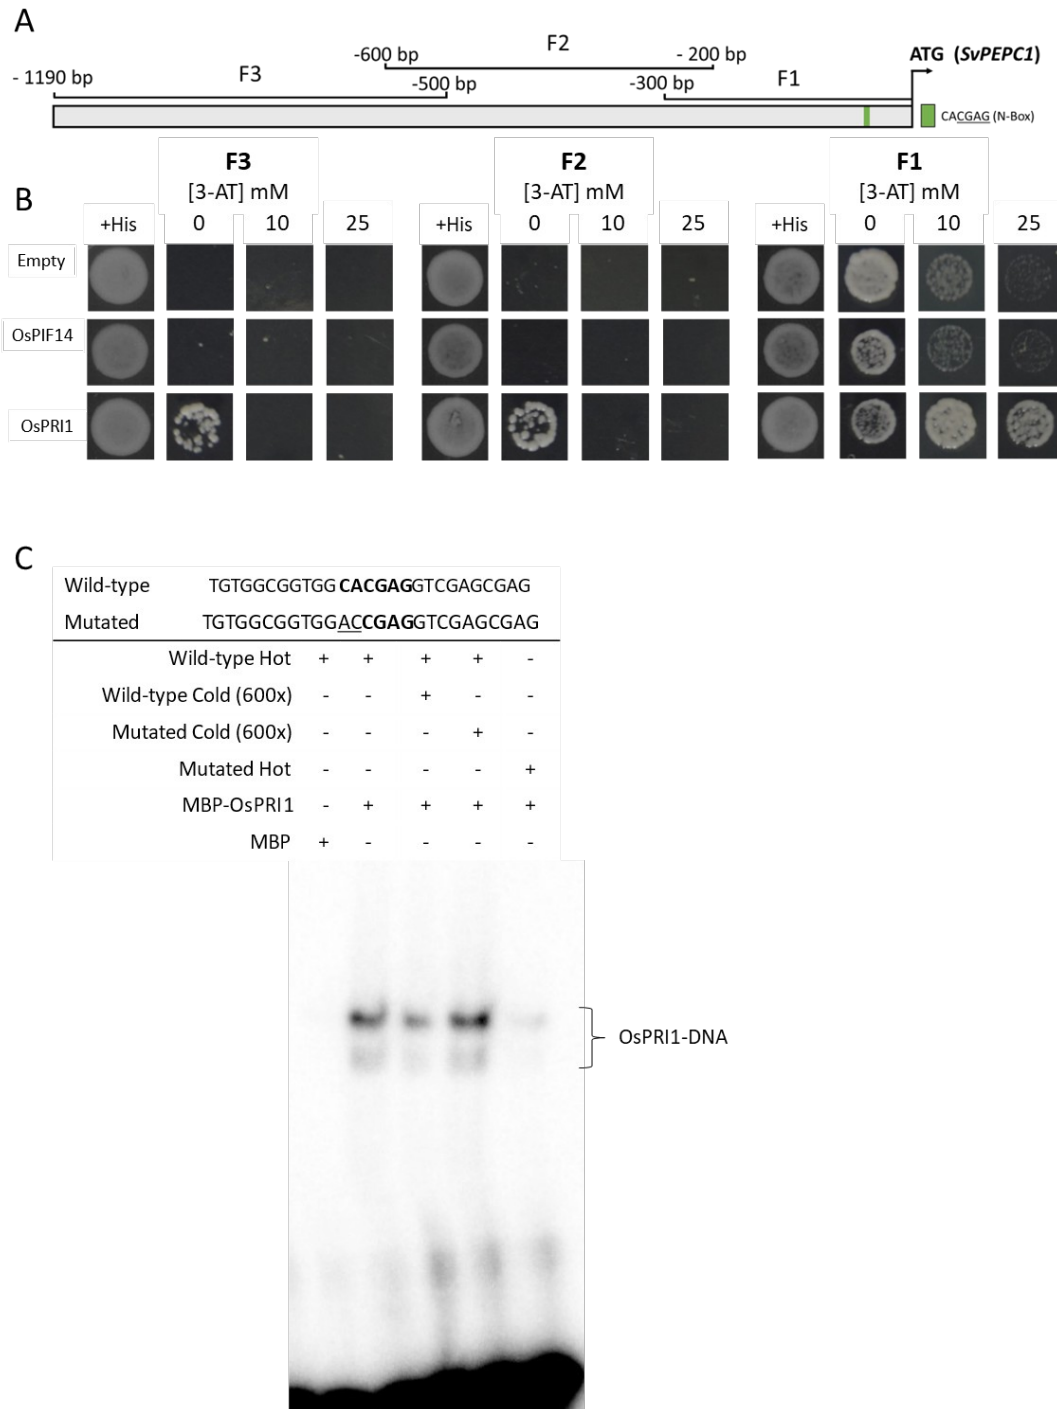 A
-600 bp F2 - 200 bp ATG (SvPEPC1)
- 1190 bp F3 -500 bp -300 bp F1
CACGAG (N-Box)
B
F3 F2 F1
[3-AT] mM [3-AT] mM [3-AT] mM
+His 0 10 25 +His 0 10 25 +His 0 10 25
Empty
OsPIF14
OsPRI1
C
Wild-type TGTGGCGGTGGCACGAGGTCGAGCGAG
Mutated TGTGGCGGTGGACCGAGGTCGAGCGAG
Wild-type Hot + + + + -
Wild-type Cold (600x) - - + - -
Mutated Cold (600x) - - - + -
Mutated Hot - - - - +
MBP-OsPRI1 - + + + +
MBP + - - - -
OsPRI1-DNA